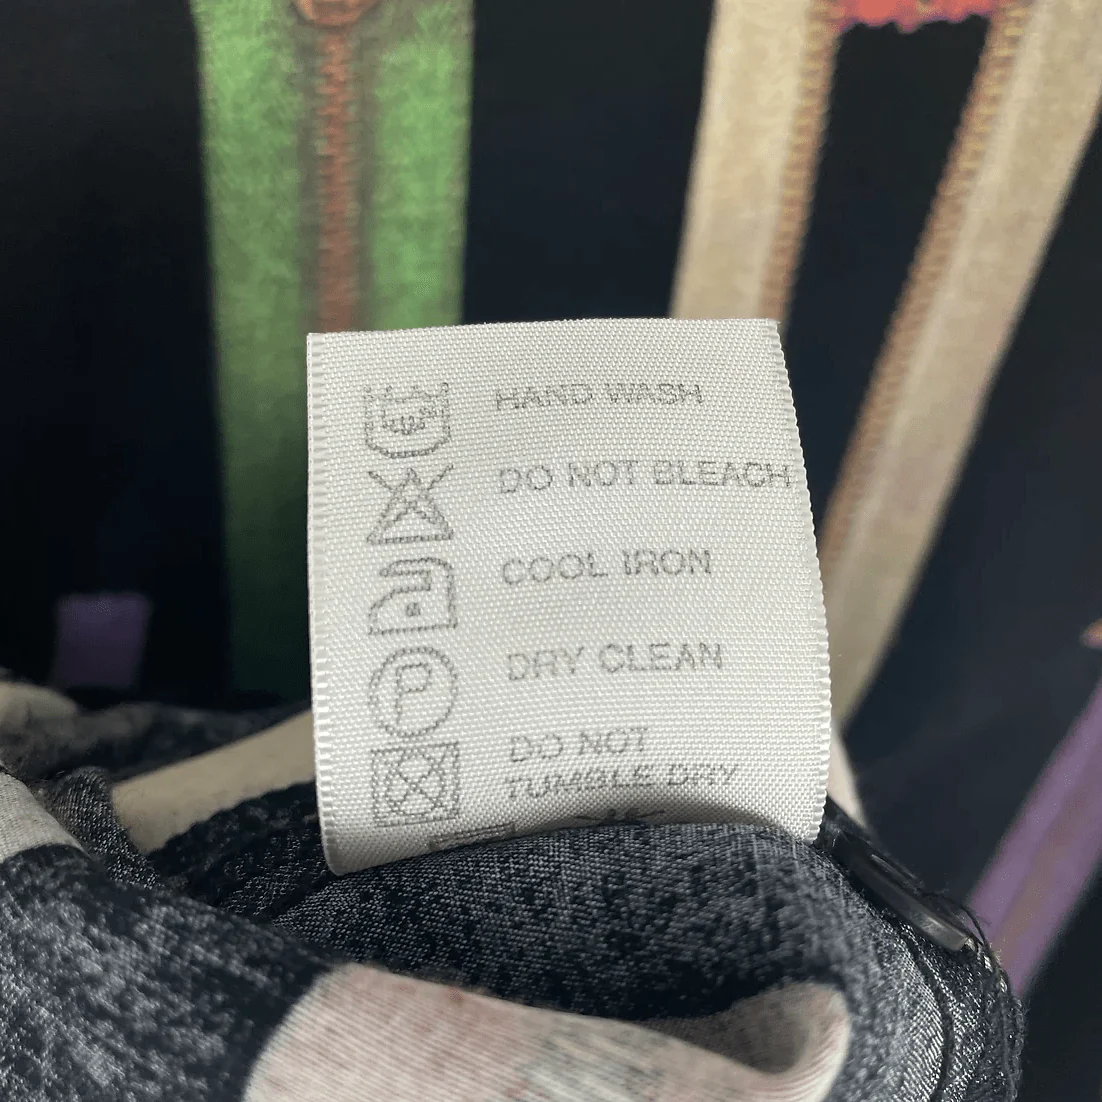 HAND WASH
DO NOT BLEACH
COOL IRON
P DRY CLEAN
DO NOT
TUMBLE DRY